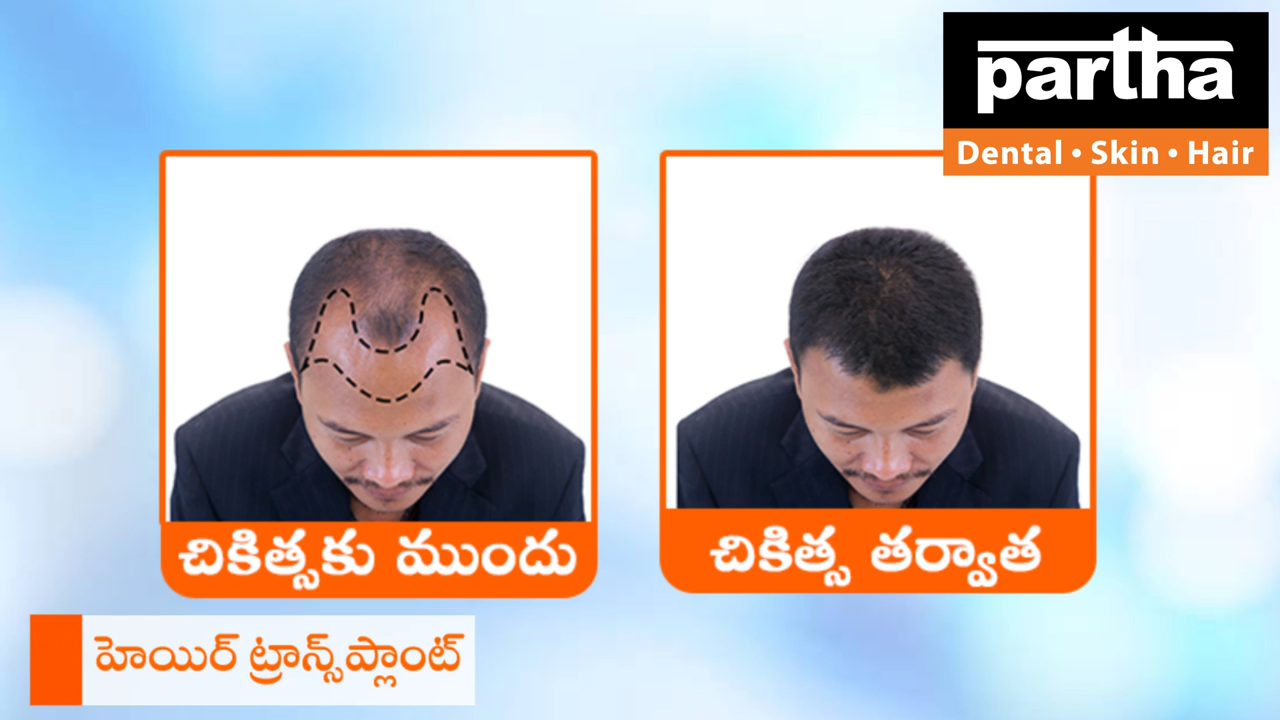 partha
Dental • Skin • Hair
చికిత్సకు ముందు
చికిత్స తర్వాత
హెయిర్ ట్రాన్స్‌ప్లాంట్